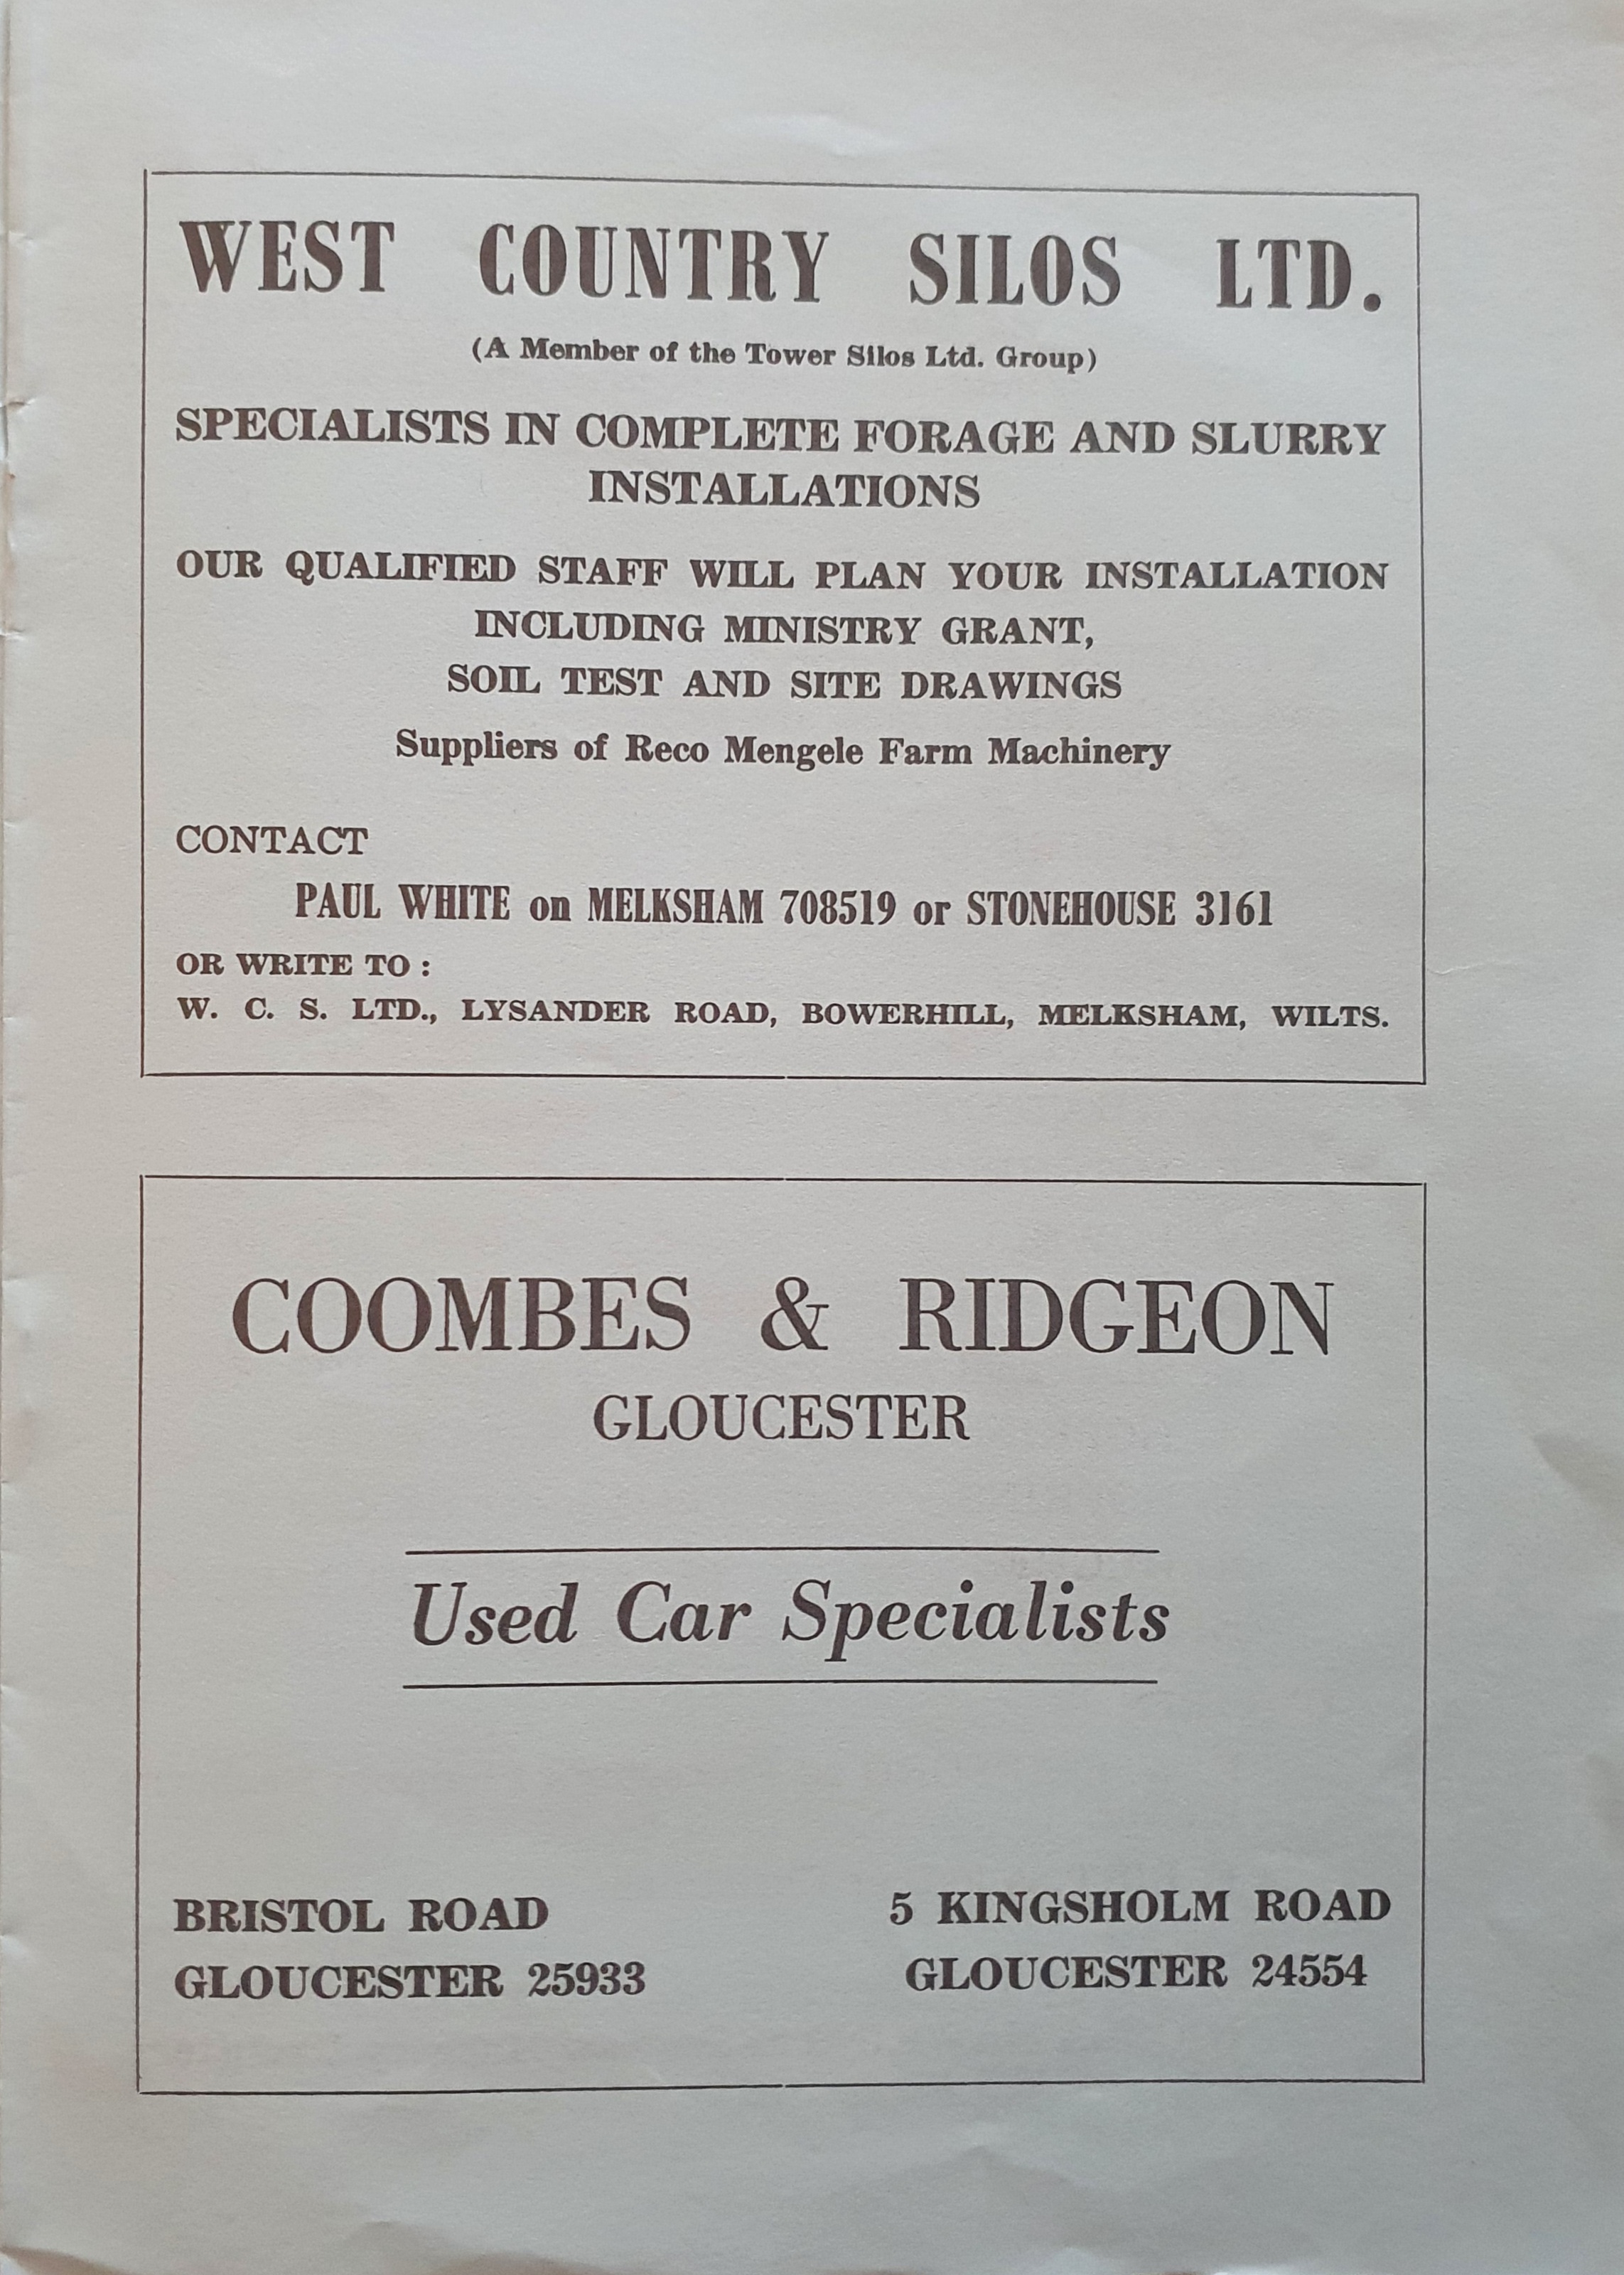 WEST COUNTRY SILOS LTD.
(A Member of the Tower Silos Ltd. Group)
SPECIALISTS IN COMPLETE FORAGE AND SLURRY
INSTALLATIONS
OUR QUALIFIED STAFF WILL PLAN YOUR INSTALLATION
INCLUDING MINISTRY GRANT,
SOIL TEST AND SITE DRAWINGS
Suppliers of Reco Mengele Farm Machinery
CONTACT
PAUL WHITE on MELKSHAM 708519 or STONEHOUSE 3161
OR WRITE TO :
W. C. S. LTD., LYSANDER ROAD, BOWERHILL, MELKSHAM, WILTS.
COOMBES & RIDGEON
GLOUCESTER
Used Car Specialists
BRISTOL ROAD
GLOUCESTER 25933
5 KINGSHOLM ROAD
GLOUCESTER 24554